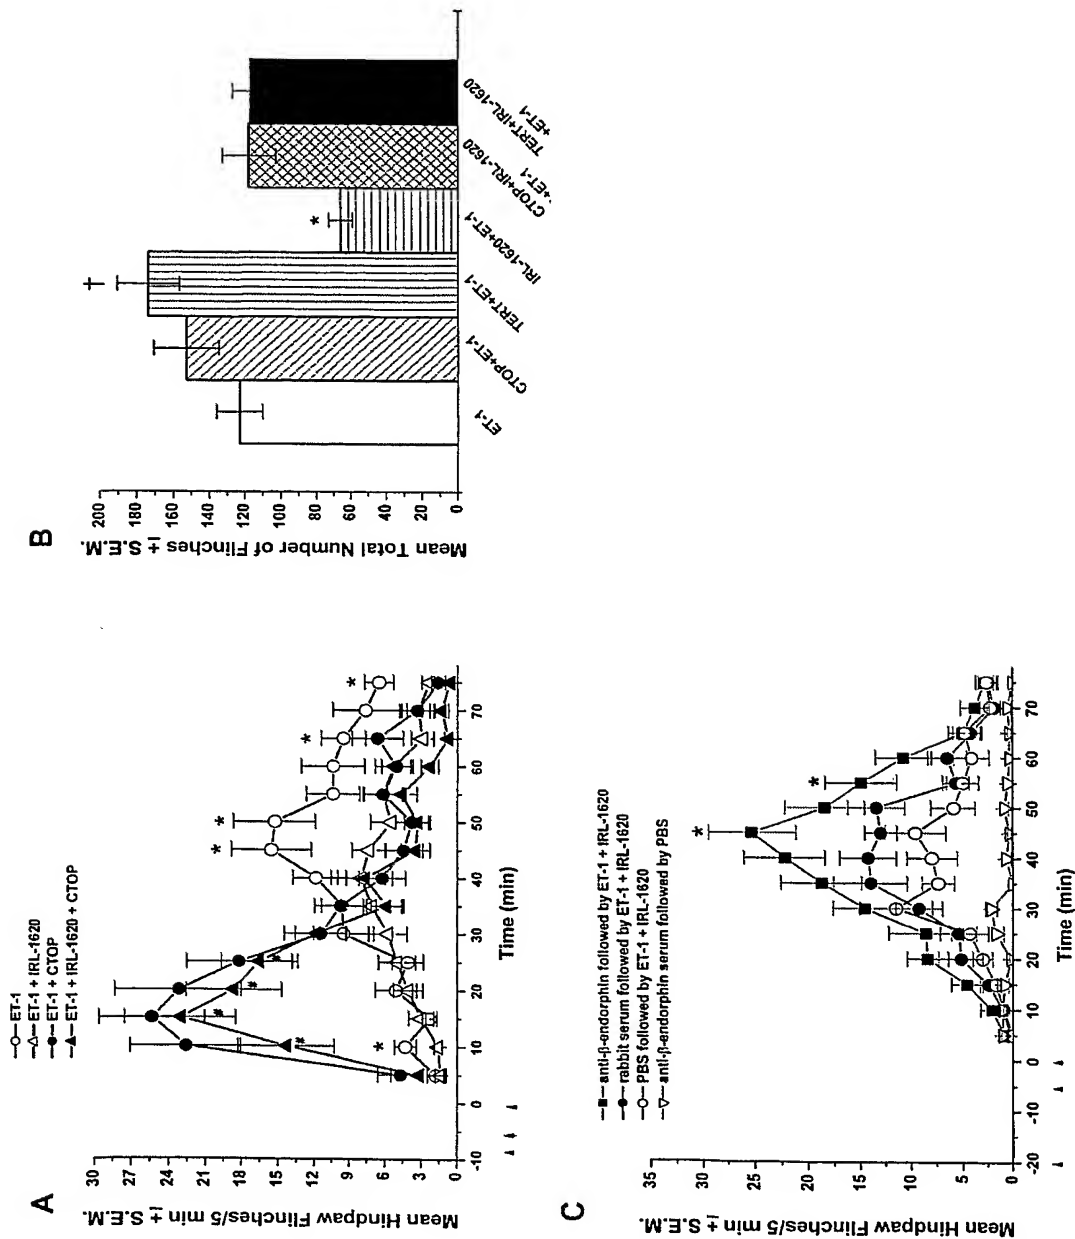 A
ET-1
ET-1 + IRL-1620
ET-1 + CTOP
ET-1 + IRL-1620 + CTOP
Mean Hindpaw Flinches/5 min ± S.E.M.
30
27
24
21
18
15
12
9
6
3
0
* * * * *
* * * *
-10 0 10 20 30 40 50 60 70
Time (min)
B
Mean Total Number of Flinches ± S.E.M.
200
180
160
140
120
100
80
60
40
20
0
†
*
ET-1
CTOP+ET-1
TERT+ET-1
IRL-1620+ET-1
CTOP+IRL-1620
+ET-1
TERT+IRL-1620
+ET-1
C
anti-β-endorphin followed by ET-1 + IRL-1620
rabbit serum followed by ET-1 + IRL-1620
PBS followed by ET-1 + IRL-1620
anti-β-endorphin serum followed by PBS
Mean Hindpaw Flinches/5 min ± S.E.M.
35
30
25
20
15
10
5
0
* *
-20 -10 0 10 20 30 40 50 60 70
Time (min)